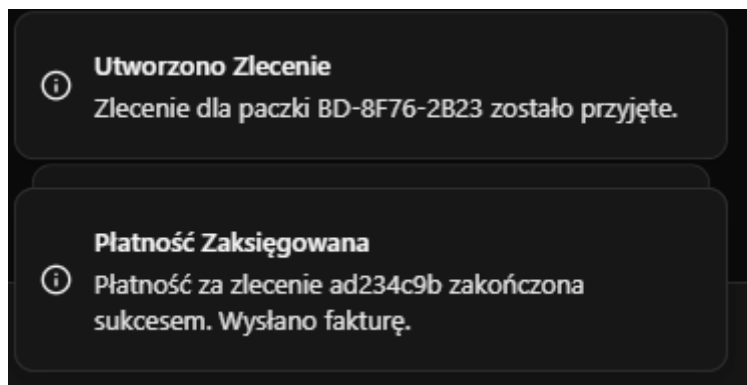 Utworzono Zlecenie
Zlecenie dla paczki BD-8F76-2B23 zostało przyjęte.
Płatność Zaksięgowana
Płatność za zlecenie ad234c9b zakończona
sukcesem. Wysłano fakturę.